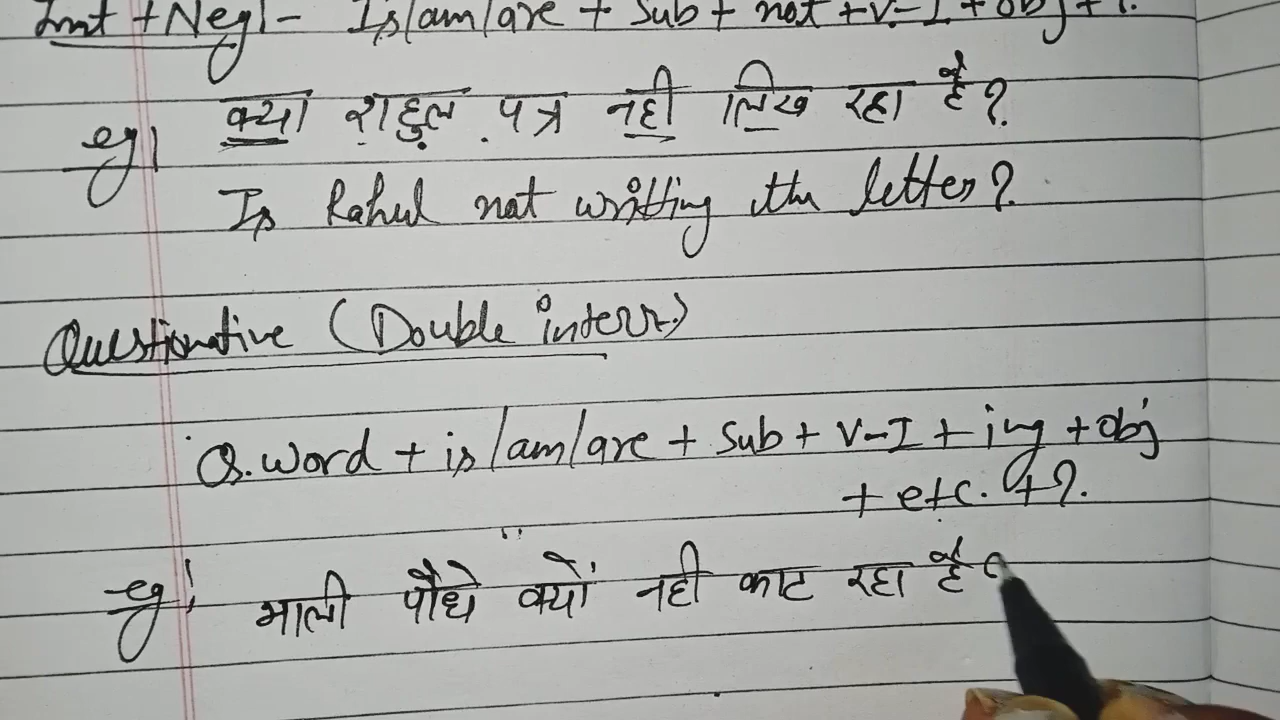 Int + Neg!- Is/am/are + Sub + not + V-I + Obj + ?
eg! क्या राहुल पत्र नही लिख रहा है?
Is Rahul not writting the letter?
Questionative (Double interr.)
Q.word + is/am/are + Sub + V-I + ing + obj
+ etc. + ?.
eg! माली पौधे क्यों नही काट रहा है?